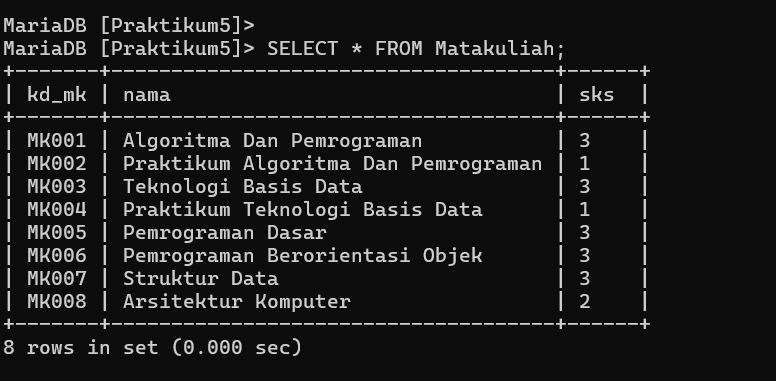 MariaDB [Praktikum5]>
MariaDB [Praktikum5]> SELECT * FROM Matakuliah;
+-------+-------------------------------------+------+
| kd_mk | nama                                | sks  |
+-------+-------------------------------------+------+
| MK001 | Algoritma Dan Pemrograman           | 3    |
| MK002 | Praktikum Algoritma Dan Pemrograman | 1    |
| MK003 | Teknologi Basis Data                | 3    |
| MK004 | Praktikum Teknologi Basis Data      | 1    |
| MK005 | Pemrograman Dasar                   | 3    |
| MK006 | Pemrograman Berorientasi Objek      | 3    |
| MK007 | Struktur Data                       | 3    |
| MK008 | Arsitektur Komputer                 | 2    |
+-------+-------------------------------------+------+
8 rows in set (0.000 sec)